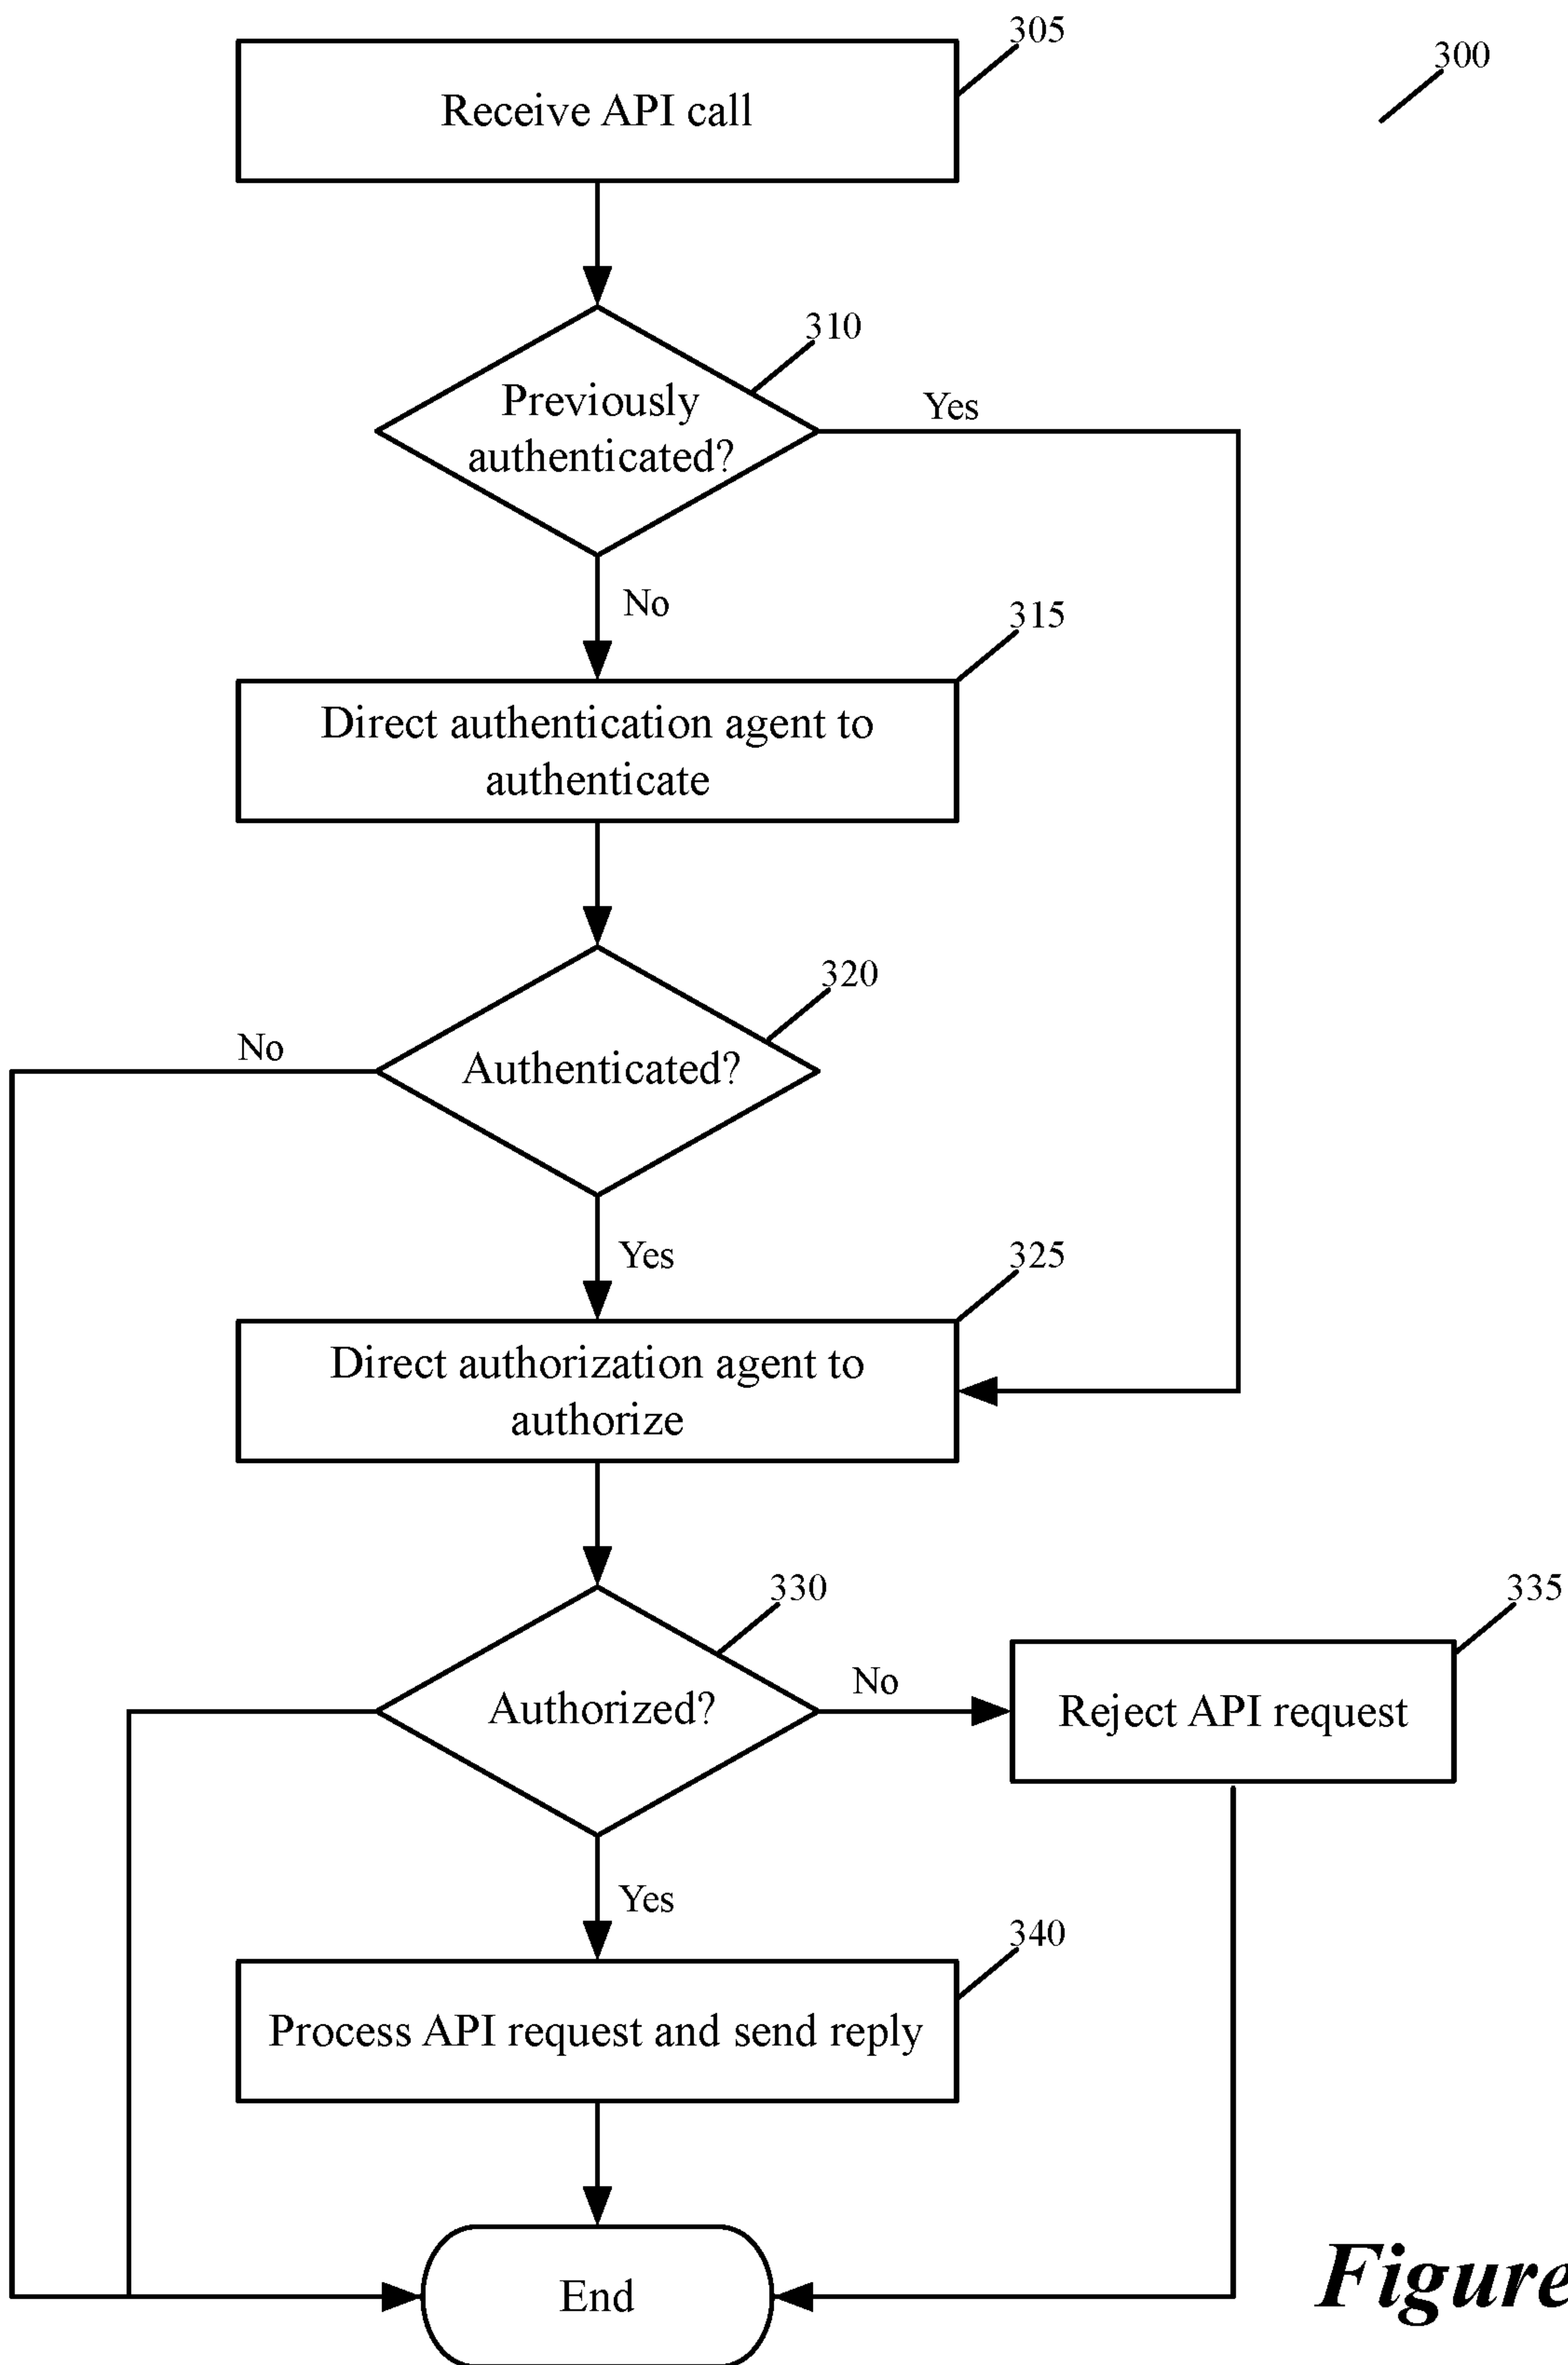 305
300
Receive API call
310
Previously
authenticated?
Yes
No
315
Direct authentication agent to
authenticate
320
No
Authenticated?
Yes
325
Direct authorization agent to
authorize
330
335
Authorized?
No
Reject API request
Yes
340
Process API request and send reply
End
Figure